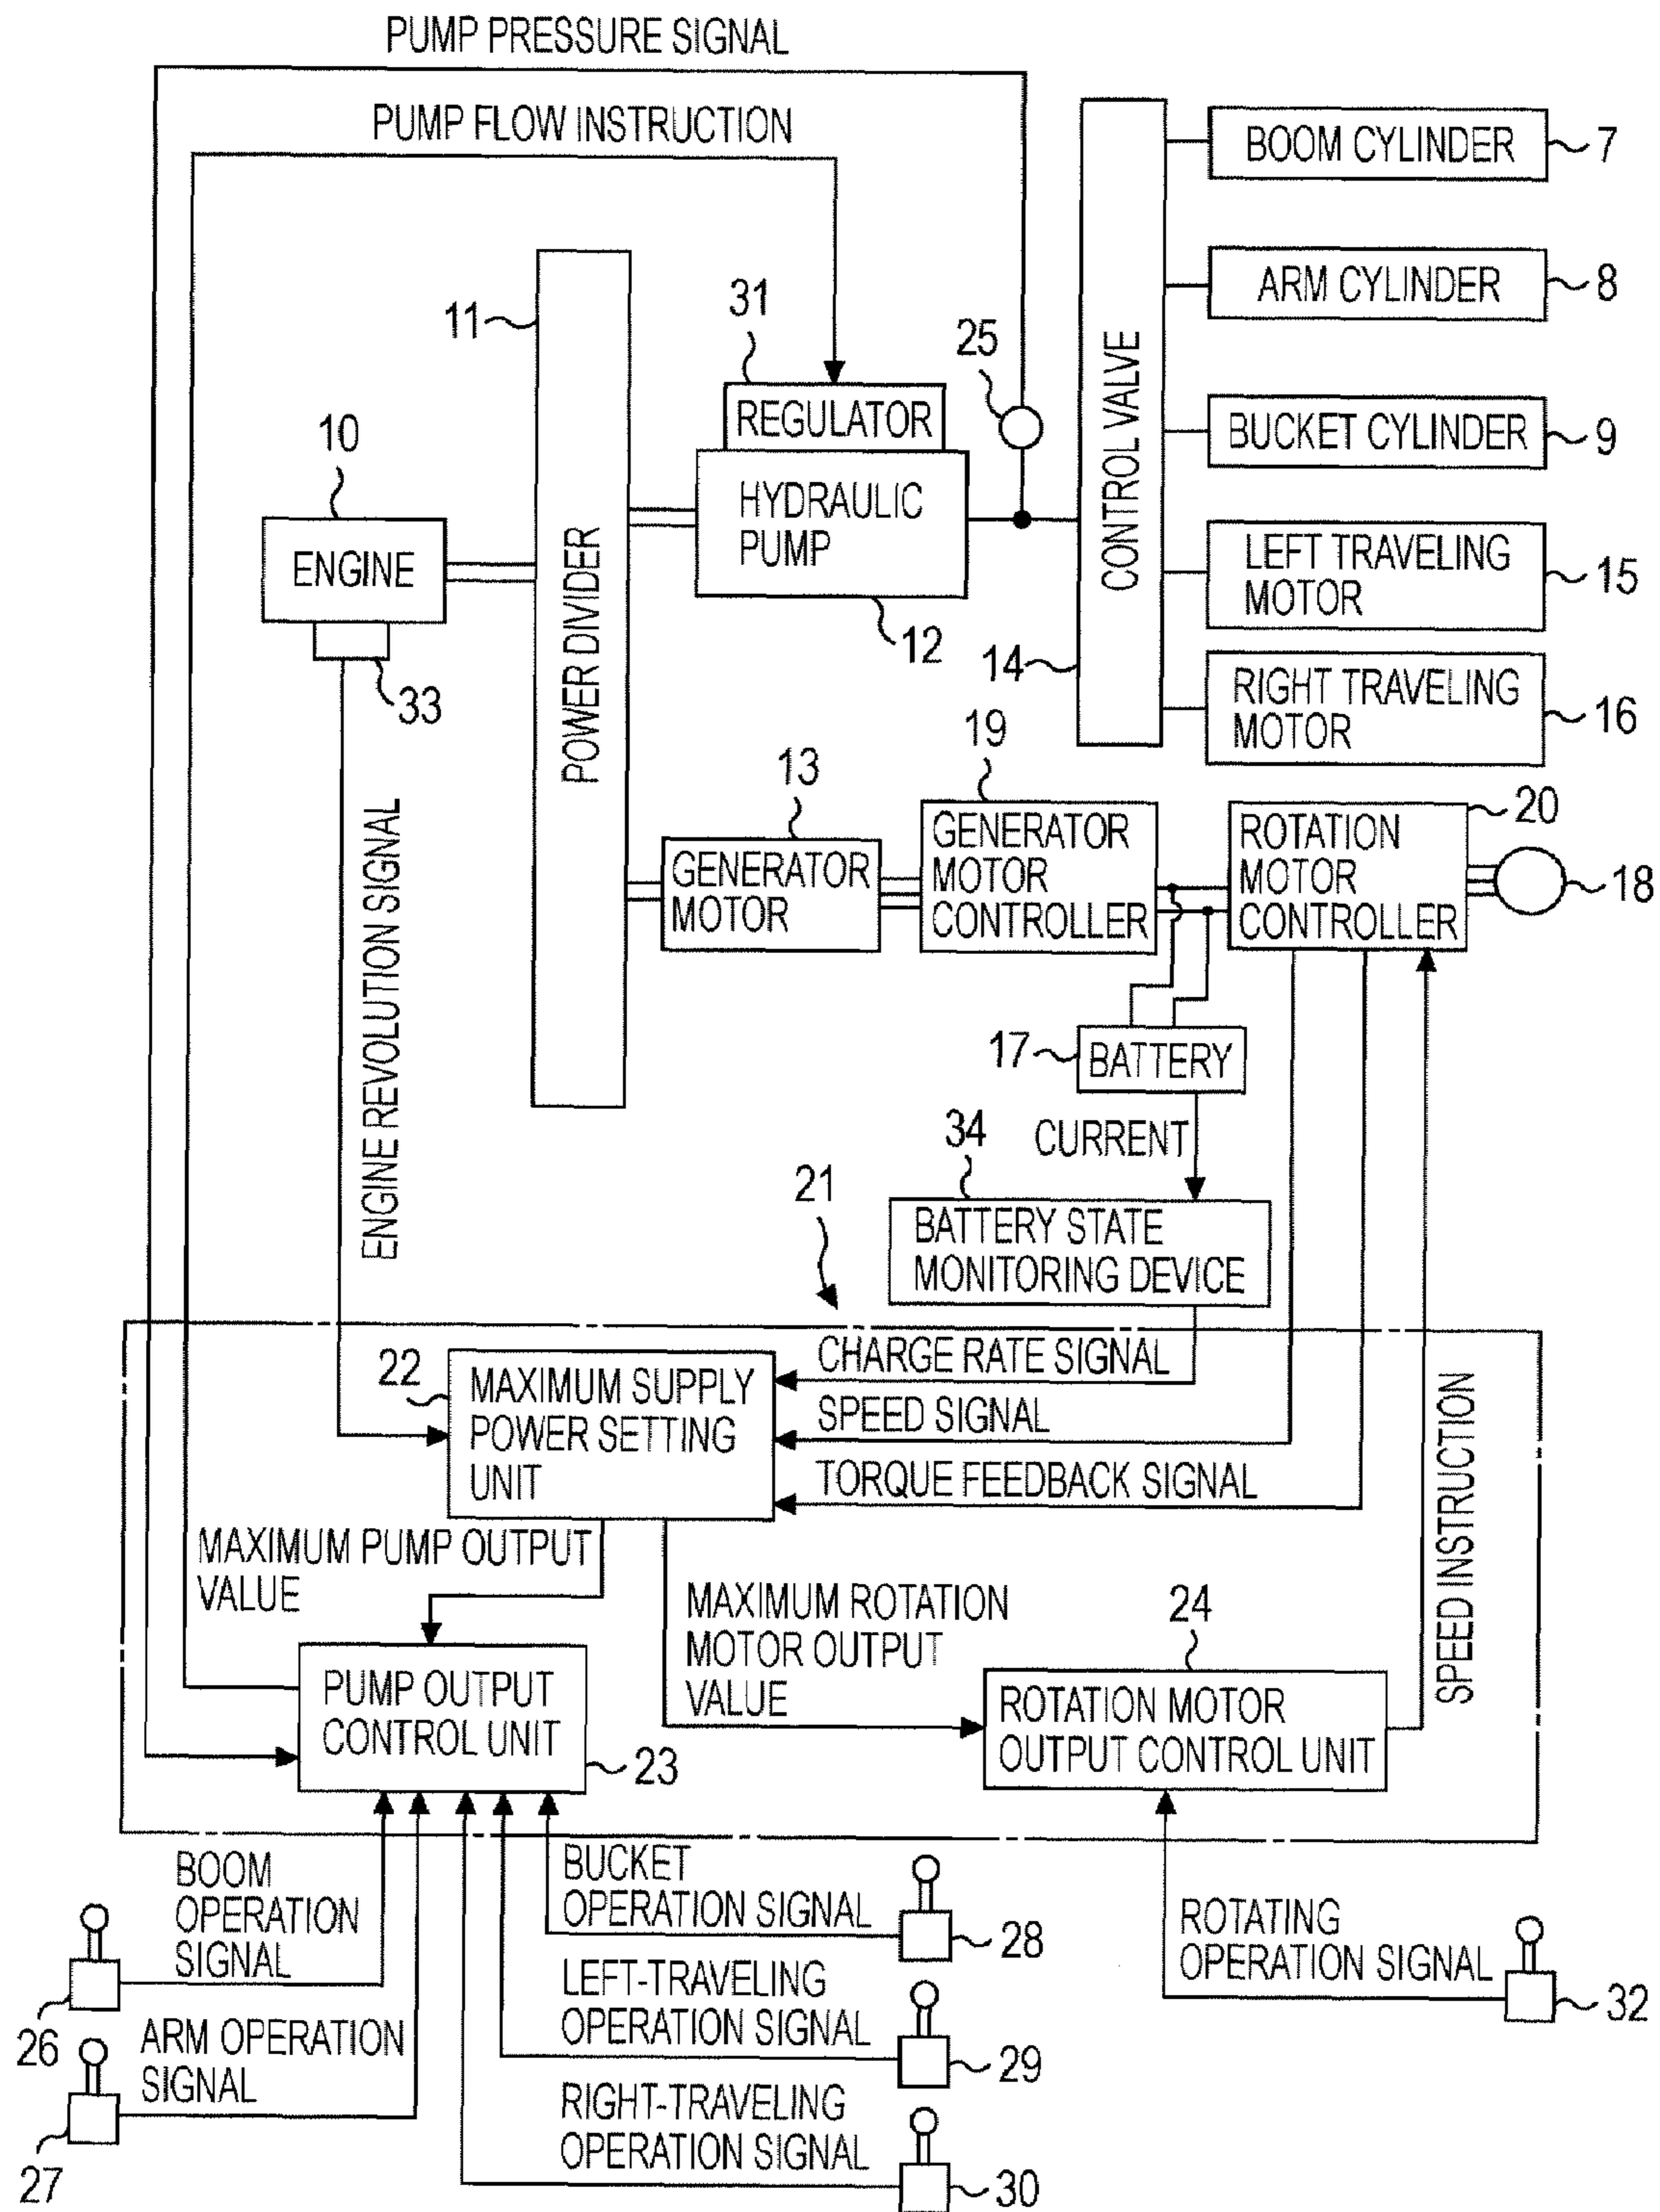 PUMP PRESSURE SIGNAL
PUMP FLOW INSTRUCTION
BOOM CYLINDER
7
ARM CYLINDER
8
31
11
25
REGULATOR
CONTROL VALVE
BUCKET CYLINDER
9
10
HYDRAULIC
PUMP
ENGINE
POWER DIVIDER
LEFT TRAVELING
MOTOR
15
12
14
33
RIGHT TRAVELING
MOTOR
16
19
13
20
GENERATOR
MOTOR
GENERATOR
MOTOR
CONTROLLER
ROTATION
MOTOR
CONTROLLER
18
ENGINE REVOLUTION SIGNAL
17
BATTERY
34
CURRENT
21
BATTERY STATE
MONITORING DEVICE
22
MAXIMUM SUPPLY
POWER SETTING
UNIT
CHARGE RATE SIGNAL
SPEED SIGNAL
TORQUE FEEDBACK SIGNAL
SPEED INSTRUCTION
MAXIMUM PUMP OUTPUT
VALUE
MAXIMUM ROTATION
MOTOR OUTPUT
VALUE
24
PUMP OUTPUT
CONTROL UNIT
23
ROTATION MOTOR
OUTPUT CONTROL UNIT
BOOM
OPERATION
SIGNAL
26
BUCKET
OPERATION SIGNAL
28
ROTATING
OPERATION SIGNAL
32
ARM OPERATION
SIGNAL
27
LEFT-TRAVELING
OPERATION SIGNAL
29
RIGHT-TRAVELING
OPERATION SIGNAL
30